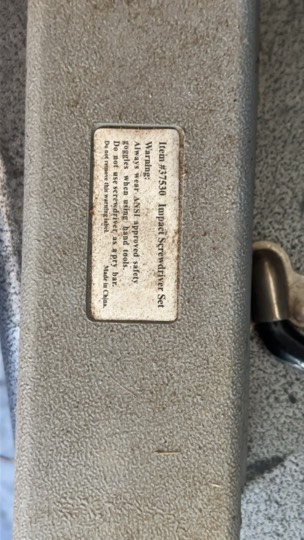 Item #37530 Impact Screwdriver Set
Warning:
Always wear ANSI approved safety
goggles when using hand tools.
Do not use screwdriver as a pry bar.
Do not remove this warning label. Made in China.